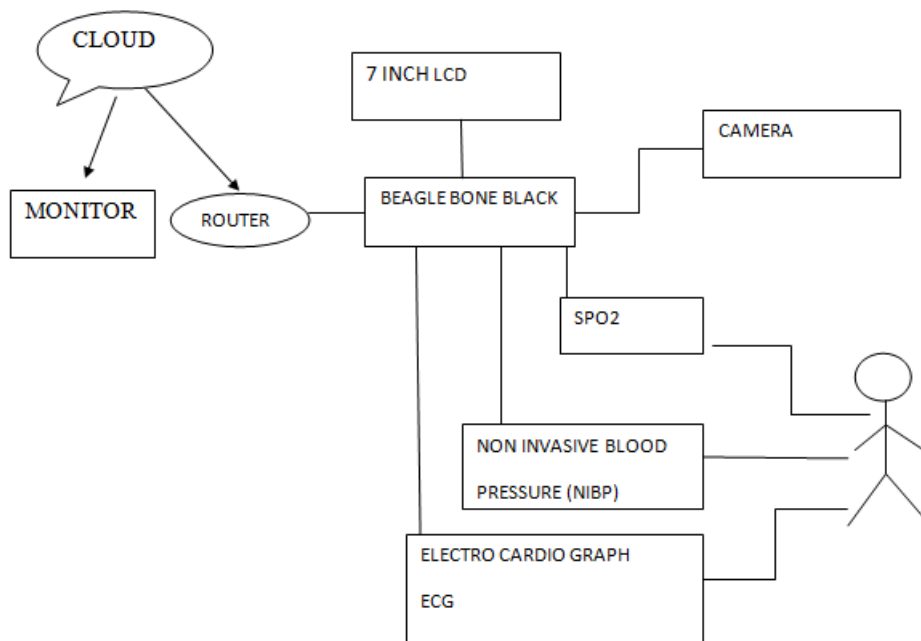 CLOUD
7 INCH LCD
CAMERA
MONITOR
ROUTER
BEAGLE BONE BLACK
SPO2
NON INVASIVE BLOOD
PRESSURE (NIBP)
ELECTRO CARDIO GRAPH
ECG